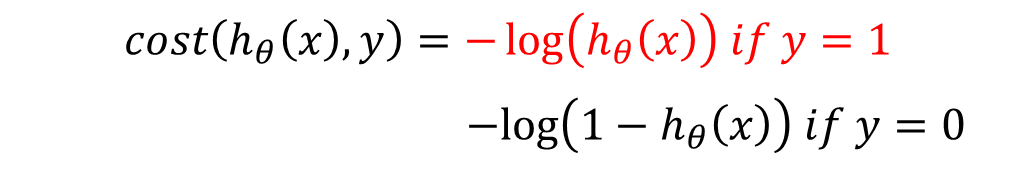 cost(hθ(x), y) = − log(hθ(x)) if y = 1
−log(1 − hθ(x)) if y = 0